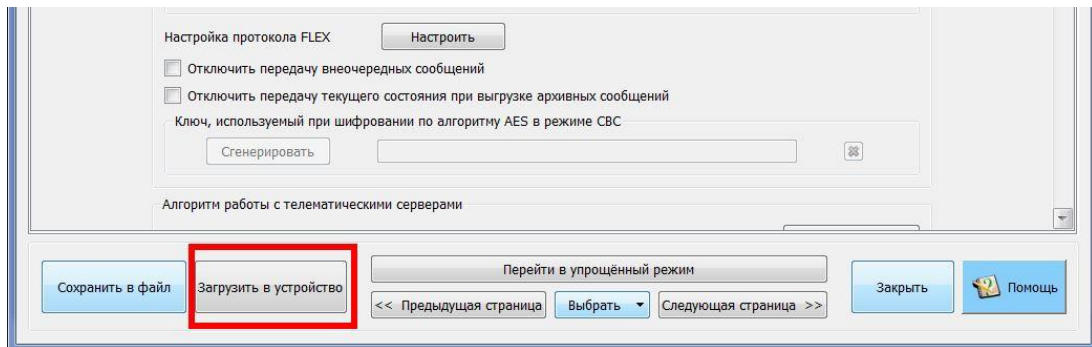 Настройка протокола FLEX Настроить
Отключить передачу внеочередных сообщений
Отключить передачу текущего состояния при выгрузке архивных сообщений
Ключ, используемый при шифровании по алгоритму AES в режиме CBC
Сгенерировать
Алгоритм работы с телематическими серверами
Перейти в упрощённый режим
Сохранить в файл Загрузить в устройство Закрыть Помощь
<< Предыдущая страница Выбрать Следующая страница >>